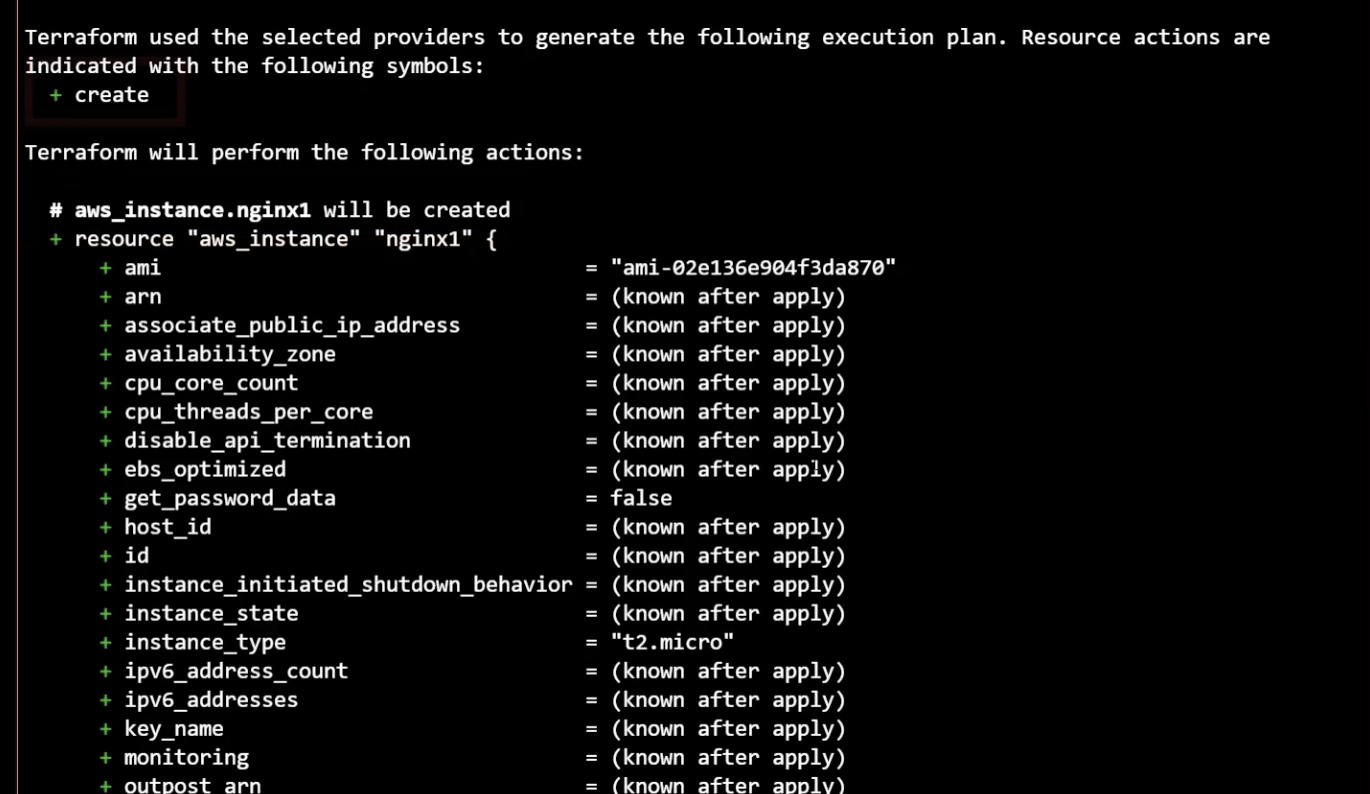 Terraform used the selected providers to generate the following execution plan. Resource actions are
indicated with the following symbols:
+ create
Terraform will perform the following actions:
# aws_instance.nginx1 will be created
+ resource "aws_instance" "nginx1" {
+ ami = "ami-02e136e904f3da870"
+ arn = (known after apply)
+ associate_public_ip_address = (known after apply)
+ availability_zone = (known after apply)
+ cpu_core_count = (known after apply)
+ cpu_threads_per_core = (known after apply)
+ disable_api_termination = (known after apply)
+ ebs_optimized = (known after apply)
+ get_password_data = false
+ host_id = (known after apply)
+ id = (known after apply)
+ instance_initiated_shutdown_behavior = (known after apply)
+ instance_state = (known after apply)
+ instance_type = "t2.micro"
+ ipv6_address_count = (known after apply)
+ ipv6_addresses = (known after apply)
+ key_name = (known after apply)
+ monitoring = (known after apply)
+ outpost_arn = (known after apply)